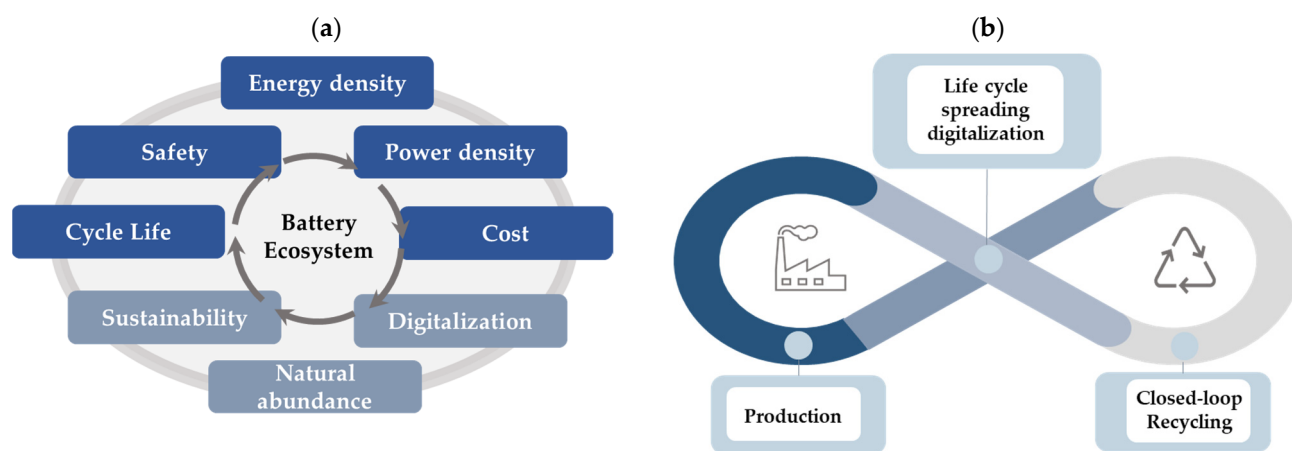 (a)
Energy density
Safety
Power density
Battery
Ecosystem
Cycle Life
Cost
Sustainability
Digitalization
Natural
abundance
(b)
Life cycle
spreading
digitalization
Production
Closed-loop
Recycling